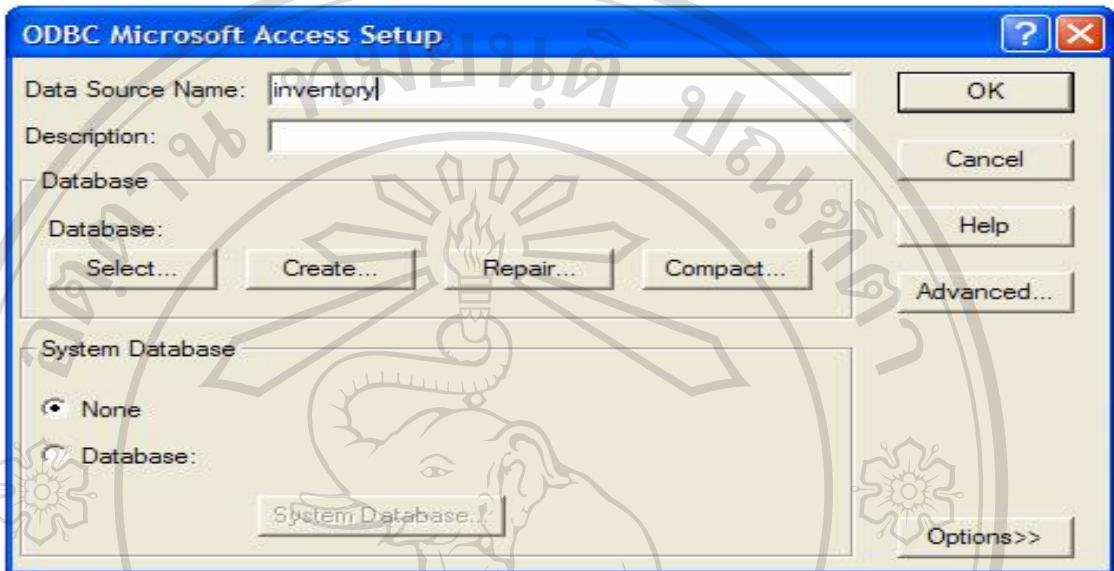 ODBC Microsoft Access Setup
Data Source Name: inventory
Description:
Database
Database:
Select... Create... Repair... Compact...
System Database
None
Database:
System Database...
OK
Cancel
Help
Advanced...
Options>>